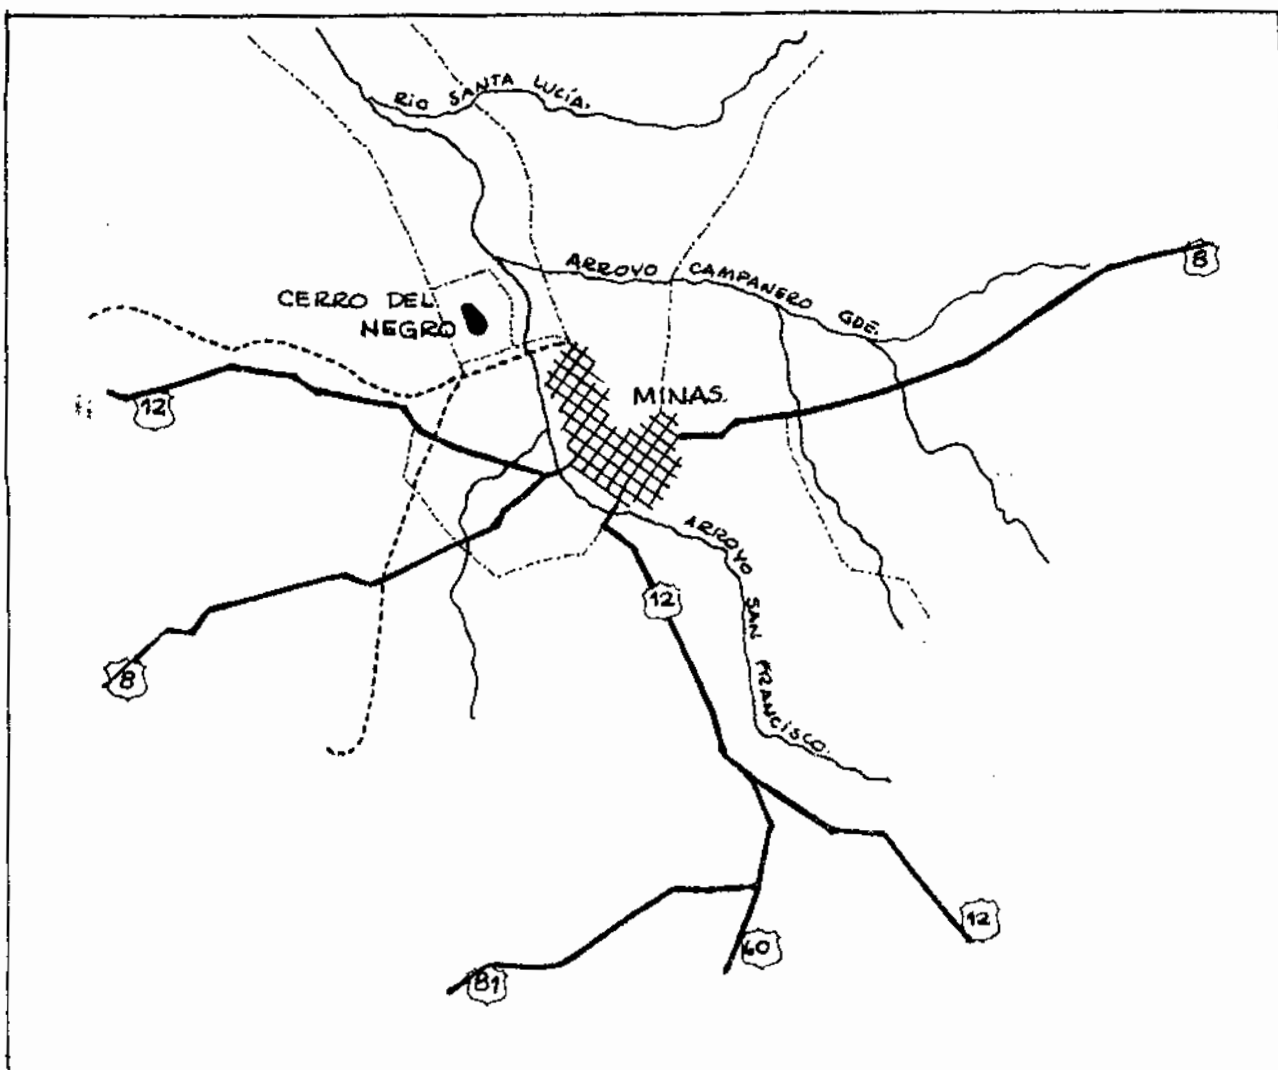 RIO SANTA LUCÍA.
ARROYO CAMPANERO GDE.
8
CERRO DEL
NEGRO
MINAS.
12
ARROYO SAN FRANCISCO.
12
8
12
60
81